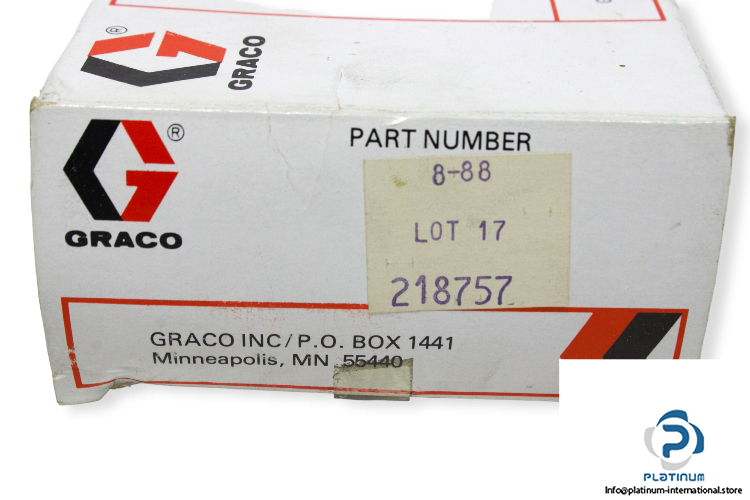 GRACO
®
®
GRACO
PART NUMBER
8-88
LOT 17
218757
GRACO INC/P.O. BOX 1441
Minneapolis, MN 55440
PLATINUM
INTERNATIONAL
Info@platinum-international.store